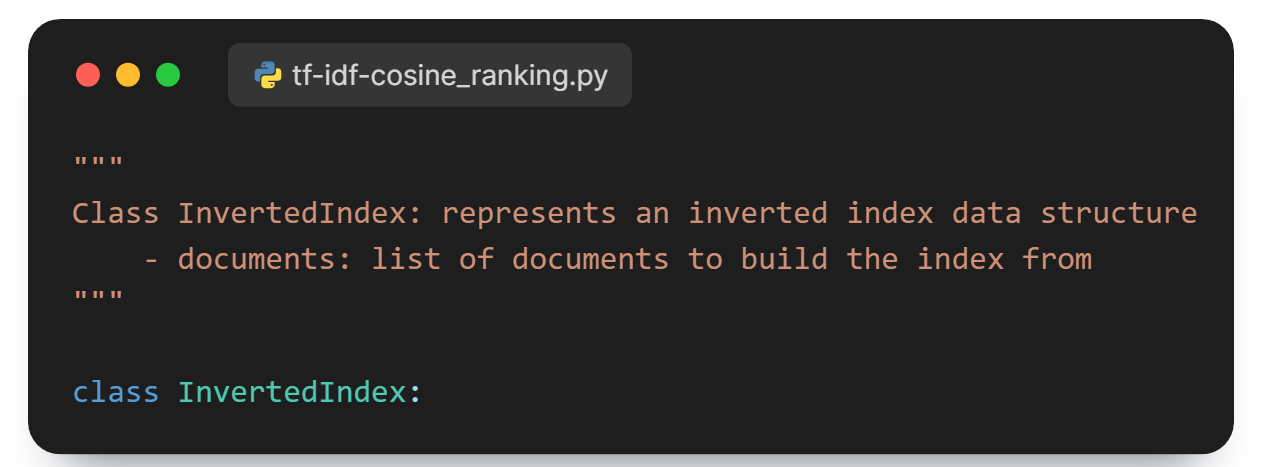 tf-idf-cosine_ranking.py
"""
Class InvertedIndex: represents an inverted index data structure
    - documents: list of documents to build the index from
"""
class InvertedIndex: